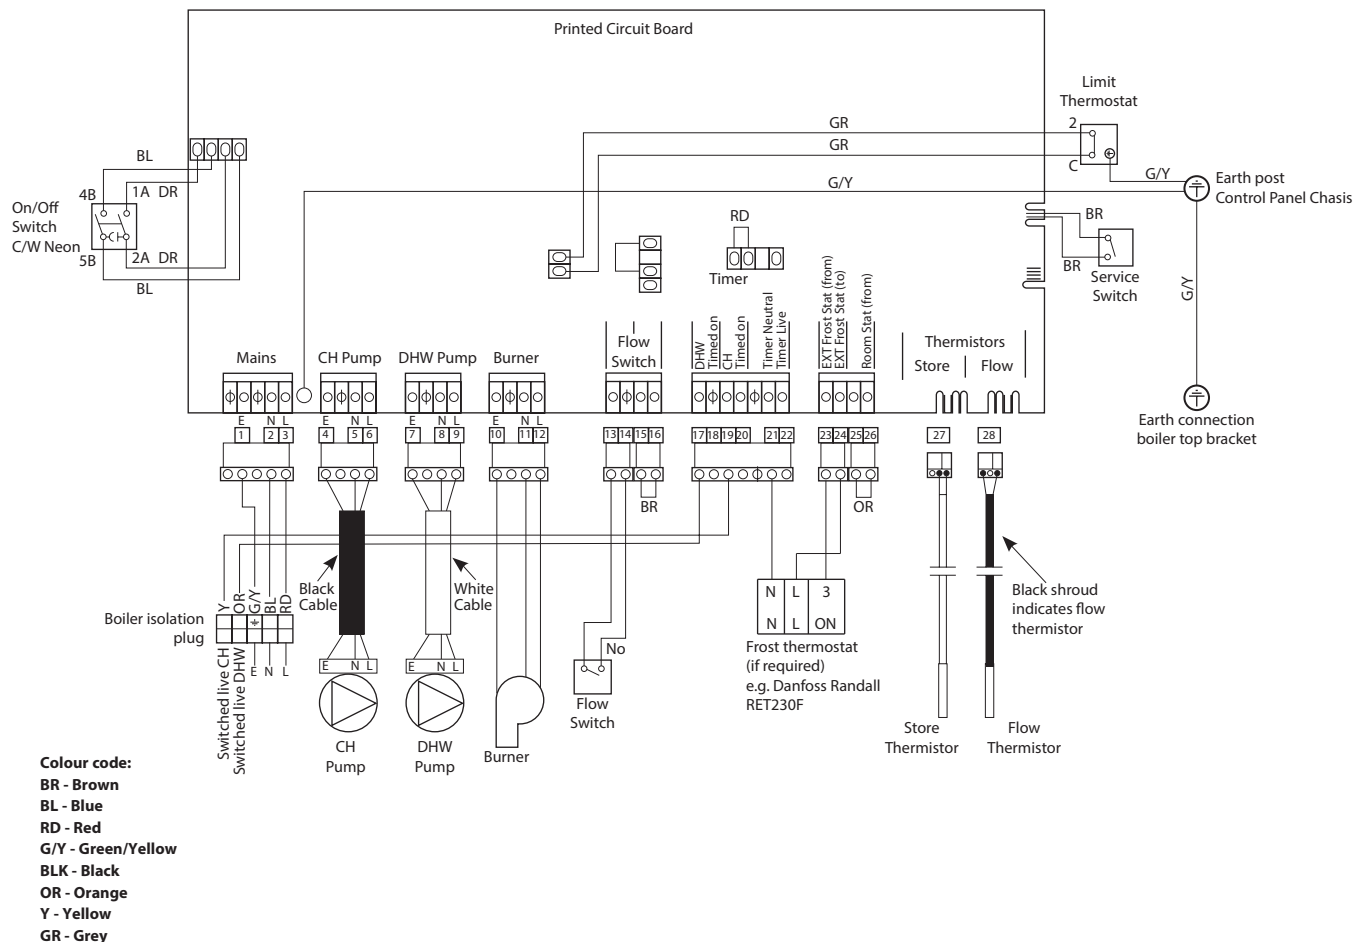 Printed Circuit Board
Limit
Thermostat
2
C
GR
GR
G/Y
G/Y
Earth post
Control Panel Chasis
BL
4B
1A DR
On/Off
Switch
C/W Neon
5B
2A DR
BL
RD
Timer
BR
BR
Service
Switch
G/Y
Earth connection
boiler top bracket
Mains
CH Pump
DHW Pump
Burner
Flow
Switch
DHW
Timed on
CH
Timed on
Timer Neutral
Timer Live
EXT Frost Stat (from)
EXT Frost Stat (to)
Room Stat (from)
Thermistors
Store
Flow
E N L
E N L
E N L
E N L
1 2 3
4 5 6
7 8 9
10 11 12
13 14 15 16
17 18 19 20 21 22
23 24 25 26
27
28
BR
OR
Black
Cable
White
Cable
Y
OR
G/Y
BL
RD
Boiler isolation
plug
Switched live CH
Switched live DHW
E N L
E N L
E N L
CH
Pump
DHW
Pump
Burner
No
Flow
Switch
N L 3
N L ON
Frost thermostat
(if required)
e.g. Danfoss Randall
RET230F
Black shroud
indicates flow
thermistor
Store
Thermistor
Flow
Thermistor
Colour code:
BR - Brown
BL - Blue
RD - Red
G/Y - Green/Yellow
BLK - Black
OR - Orange
Y - Yellow
GR - Grey